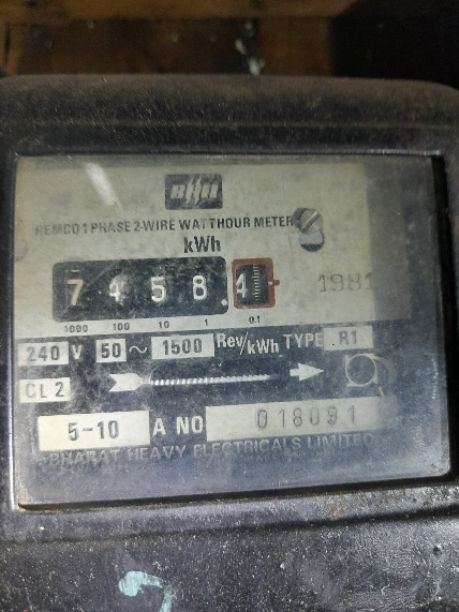 REMCO 1 PHASE 2-WIRE WATTHOUR METER
kWh
7 4 5 8 . 4
1981
1000 100 10 1 0.1
240 V 50 ~ 1500 Rev/kWh TYPE R1
CL 2
5-10 A NO 018091
BHARAT HEAVY ELECTRICALS LIMITED